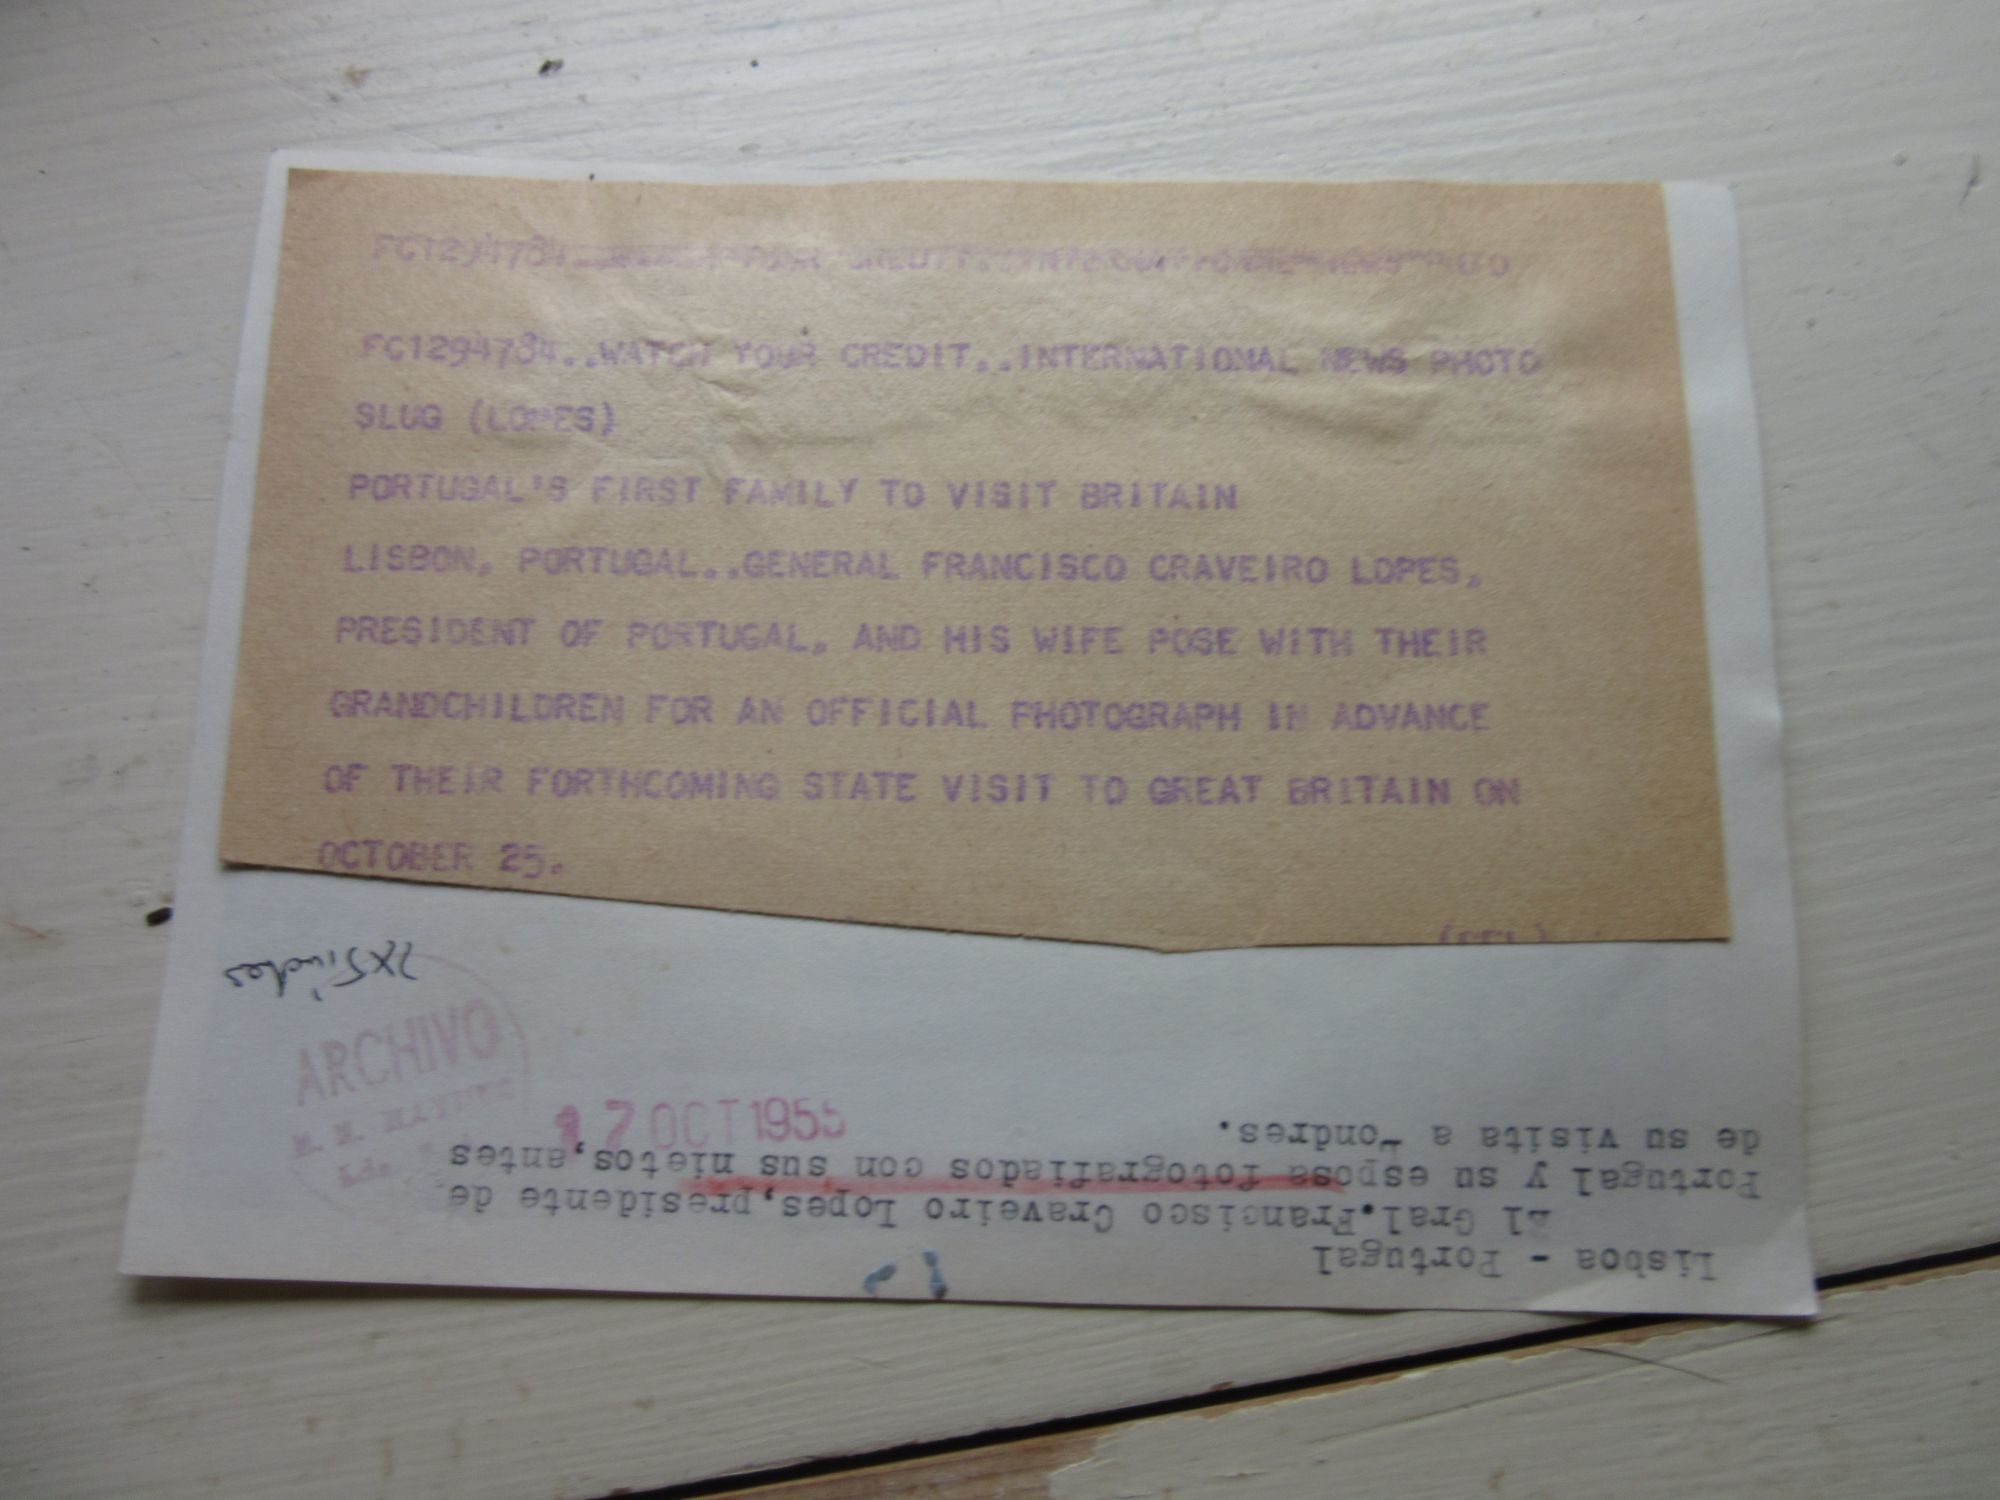 FC1294784
FC1294784..WATCH YOUR CREDIT..INTERNATIONAL NEWS PHOTO
SLUG (LOPES)
PORTUGAL'S FIRST FAMILY TO VISIT BRITAIN
LISBON, PORTUGAL..GENERAL FRANCISCO CRAVEIRO LOPES,
PRESIDENT OF PORTUGAL, AND HIS WIFE POSE WITH THEIR
GRANDCHILDREN FOR AN OFFICIAL PHOTOGRAPH IN ADVANCE
OF THEIR FORTHCOMING STATE VISIT TO GREAT BRITAIN ON
OCTOBER 25.
ARCHIVO
17 OCT 1955
Lisboa - Portugal
El Gral.Francisco Craveiro Lopes,presidente de
Portugal y su esposa fotografiados con sus nietos,antes
de su visita a Londres.